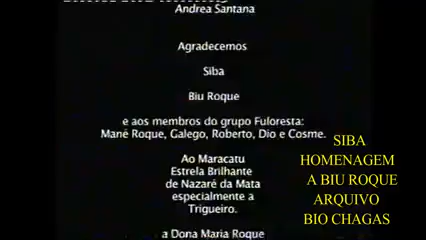 Andrea Santana
Agradecemos
Siba
Biu Roque
e aos membros do grupo Fuloresta:
Mané Roque, Galego, Roberto, Dio e Cosme.
Ao Maracatu
Estrela Brilhante
de Nazaré da Mata
especialmente a
Trigueiro.
a Dona Maria Roque
SIBA
HOMENAGEM
A BIU ROQUE
ARQUIVO
BIO CHAGAS